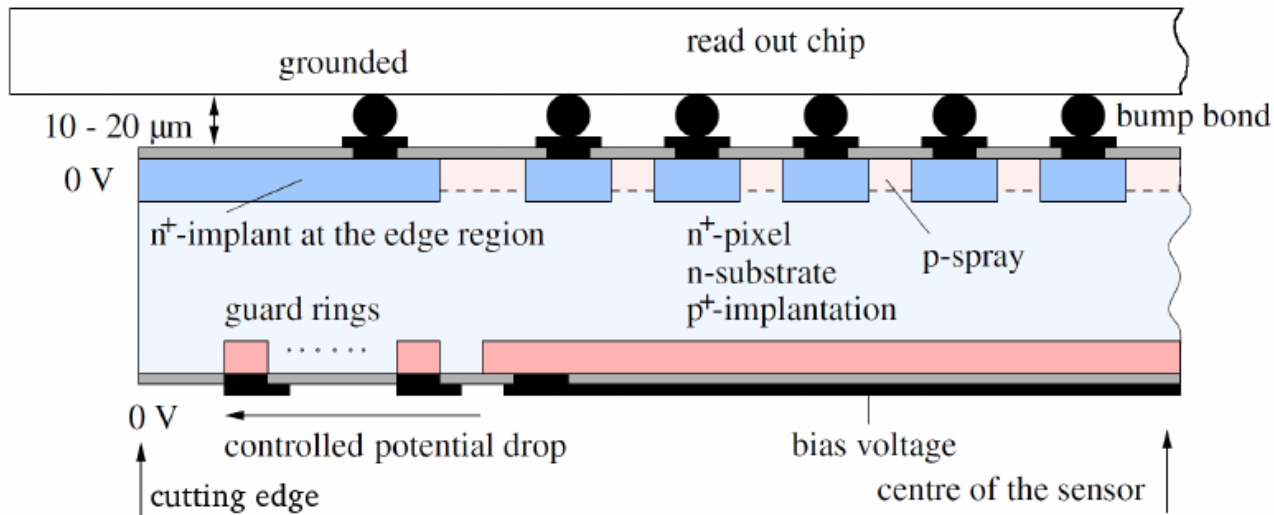 read out chip
grounded
bump bond
10 - 20 μm
0 V
n⁺-implant at the edge region
n⁺-pixel
p-spray
n-substrate
guard rings
p⁺-implantation
0 V
controlled potential drop
bias voltage
cutting edge
centre of the sensor